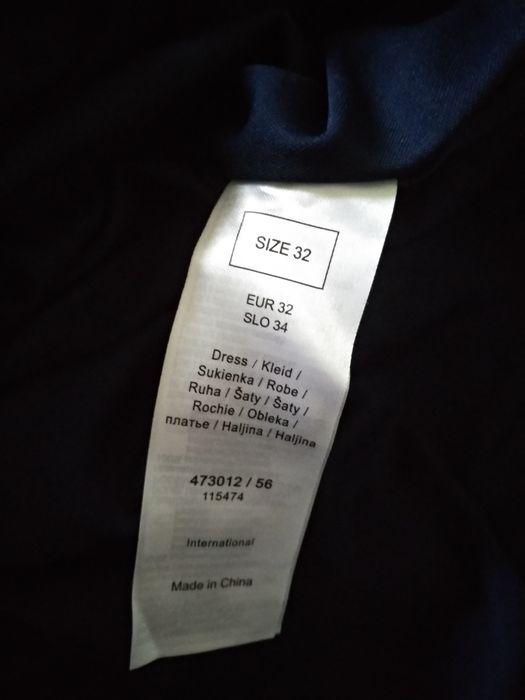 SIZE 32
EUR 32
SLO 34
Dress / Kleid /
Sukienka / Robe /
Ruha / Šaty / Šaty /
Rochie / Obleka /
платье / Haljina / Haljina
473012 / 56
115474
International
Made in China